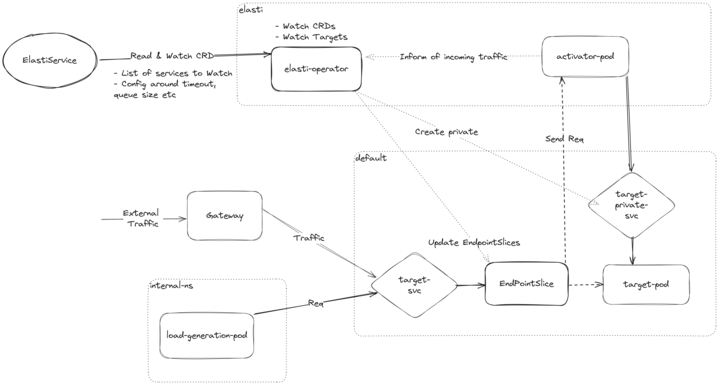 elasti
- Watch CRDs
- Watch Targets
ElastiService
Read & Watch CRD
- List of services to Watch
- Config around timeout,
queue size etc
elasti-operator
Inform of incoming traffic
activator-pod
Create private
Send Req
default
target-
private-
svc
External
Traffic
Gateway
Traffic
Update EndpointSlices
target-
svc
EndPointSlice
target-pod
internal-ns
Req
load-generation-pod